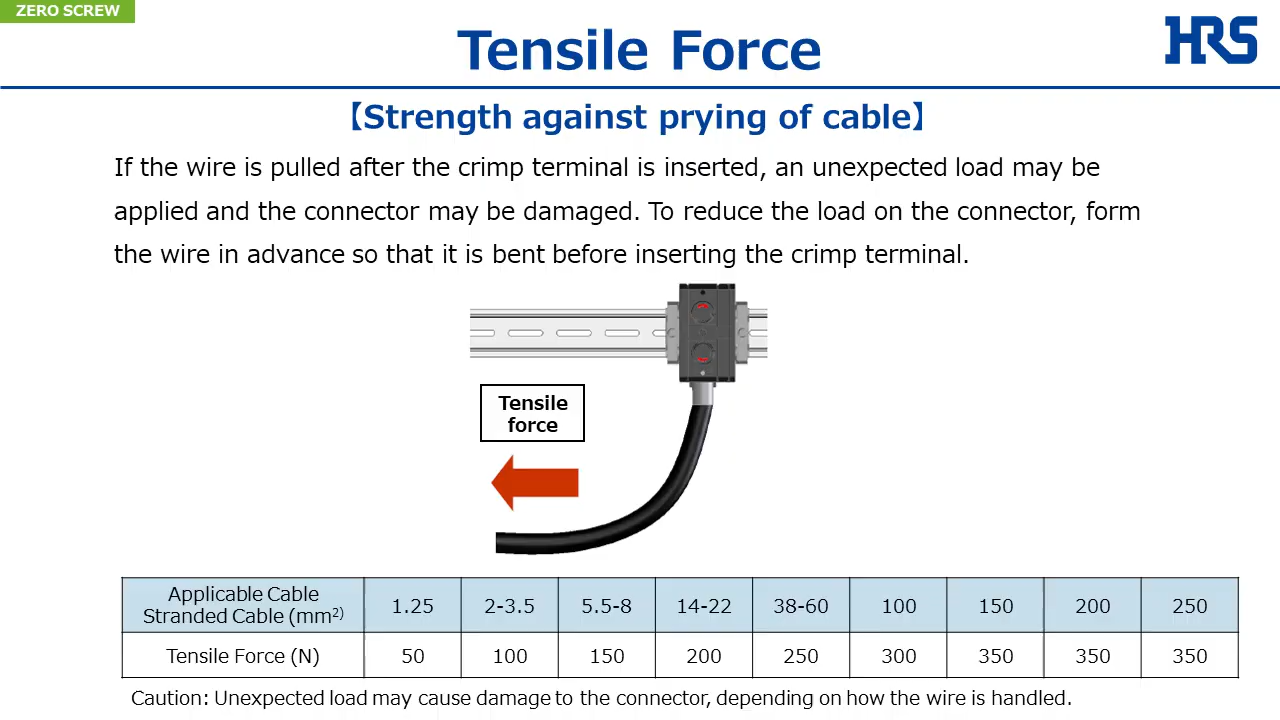 ZERO SCREW
Tensile Force
HRS
【Strength against prying of cable】
If the wire is pulled after the crimp terminal is inserted, an unexpected load may be
applied and the connector may be damaged. To reduce the load on the connector, form
the wire in advance so that it is bent before inserting the crimp terminal.
Tensile
force
Applicable Cable
Stranded Cable (mm²⁾ 1.25 2-3.5 5.5-8 14-22 38-60 100 150 200 250
Tensile Force (N) 50 100 150 200 250 300 350 350 350
Caution: Unexpected load may cause damage to the connector, depending on how the wire is handled.